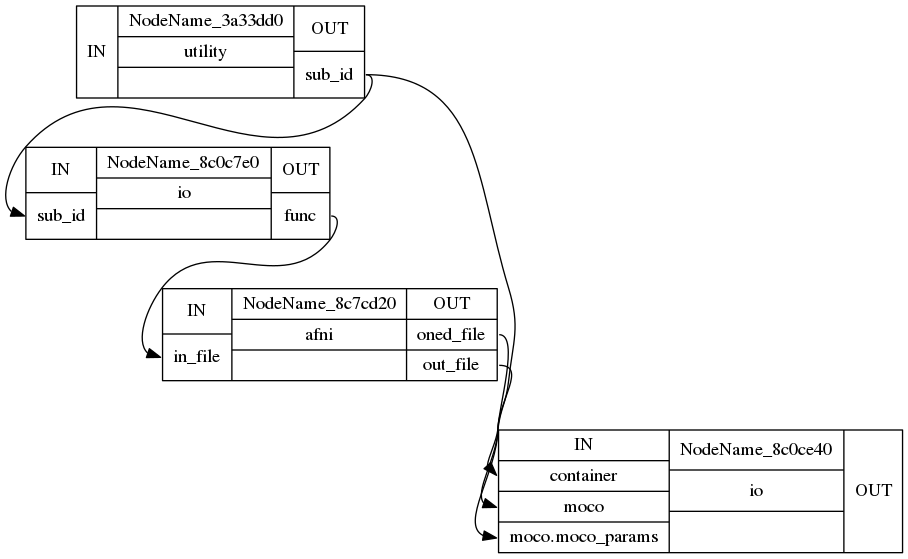 IN
NodeName_3a33dd0
utility
OUT
sub_id
IN
sub_id
NodeName_8c0c7e0
io
OUT
func
IN
in_file
NodeName_8c7cd20
afni
OUT
oned_file
out_file
IN
container
moco
moco.moco_params
NodeName_8c0ce40
io
OUT